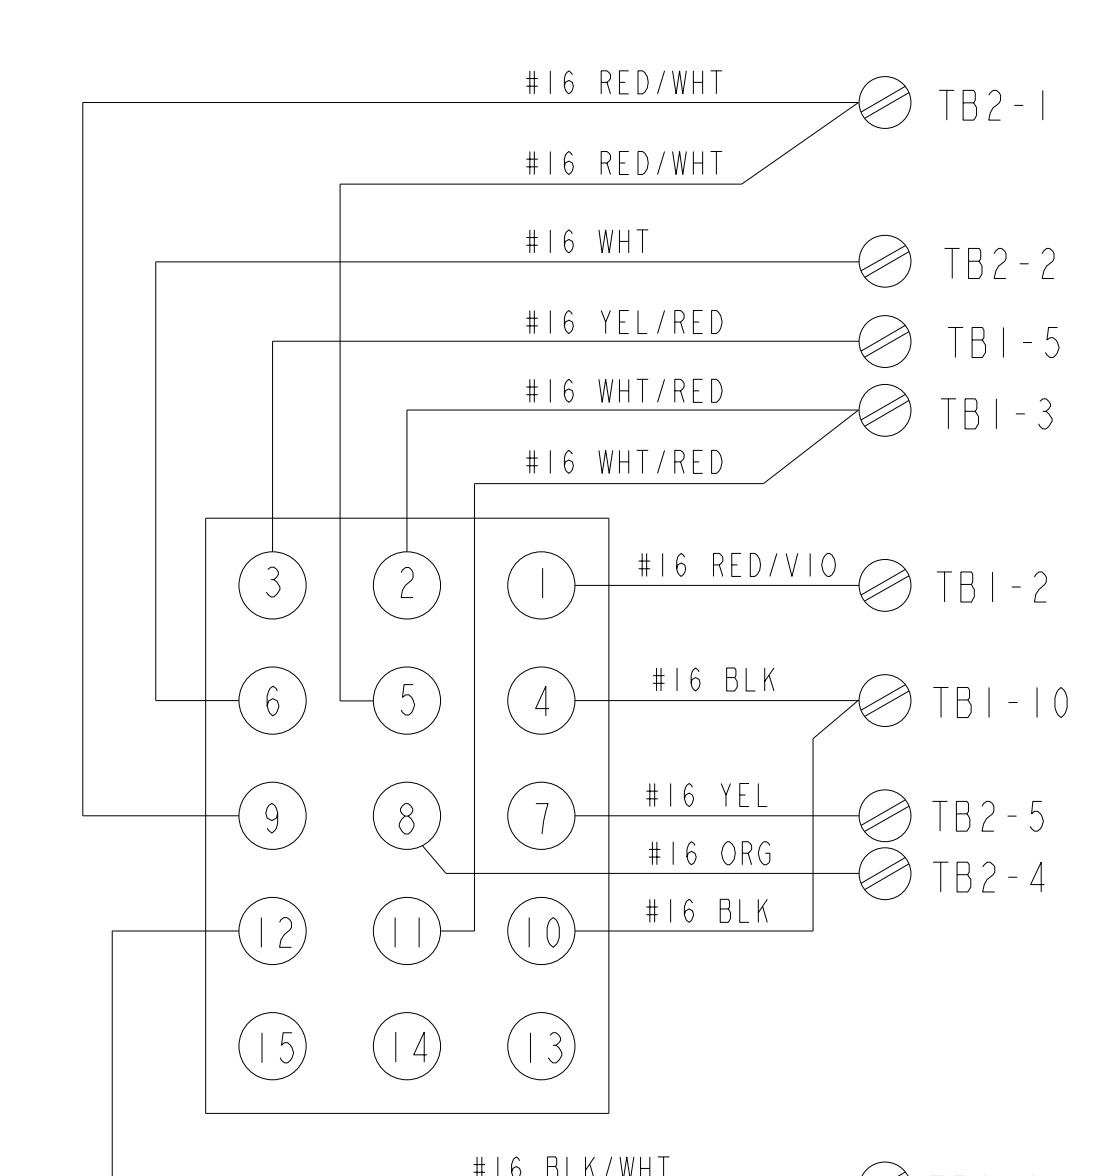 #16 RED/WHT
TB2-1
#16 RED/WHT
#16 WHT
TB2-2
#16 YEL/RED
TB1-5
#16 WHT/RED
TB1-3
#16 WHT/RED
3 2 1
#16 RED/VIO
TB1-2
6 5 4
#16 BLK
TB1-10
9 8 7
#16 YEL
TB2-5
#16 ORG
TB2-4
12 11 10
#16 BLK
15 14 13
#16 BLK/WHT